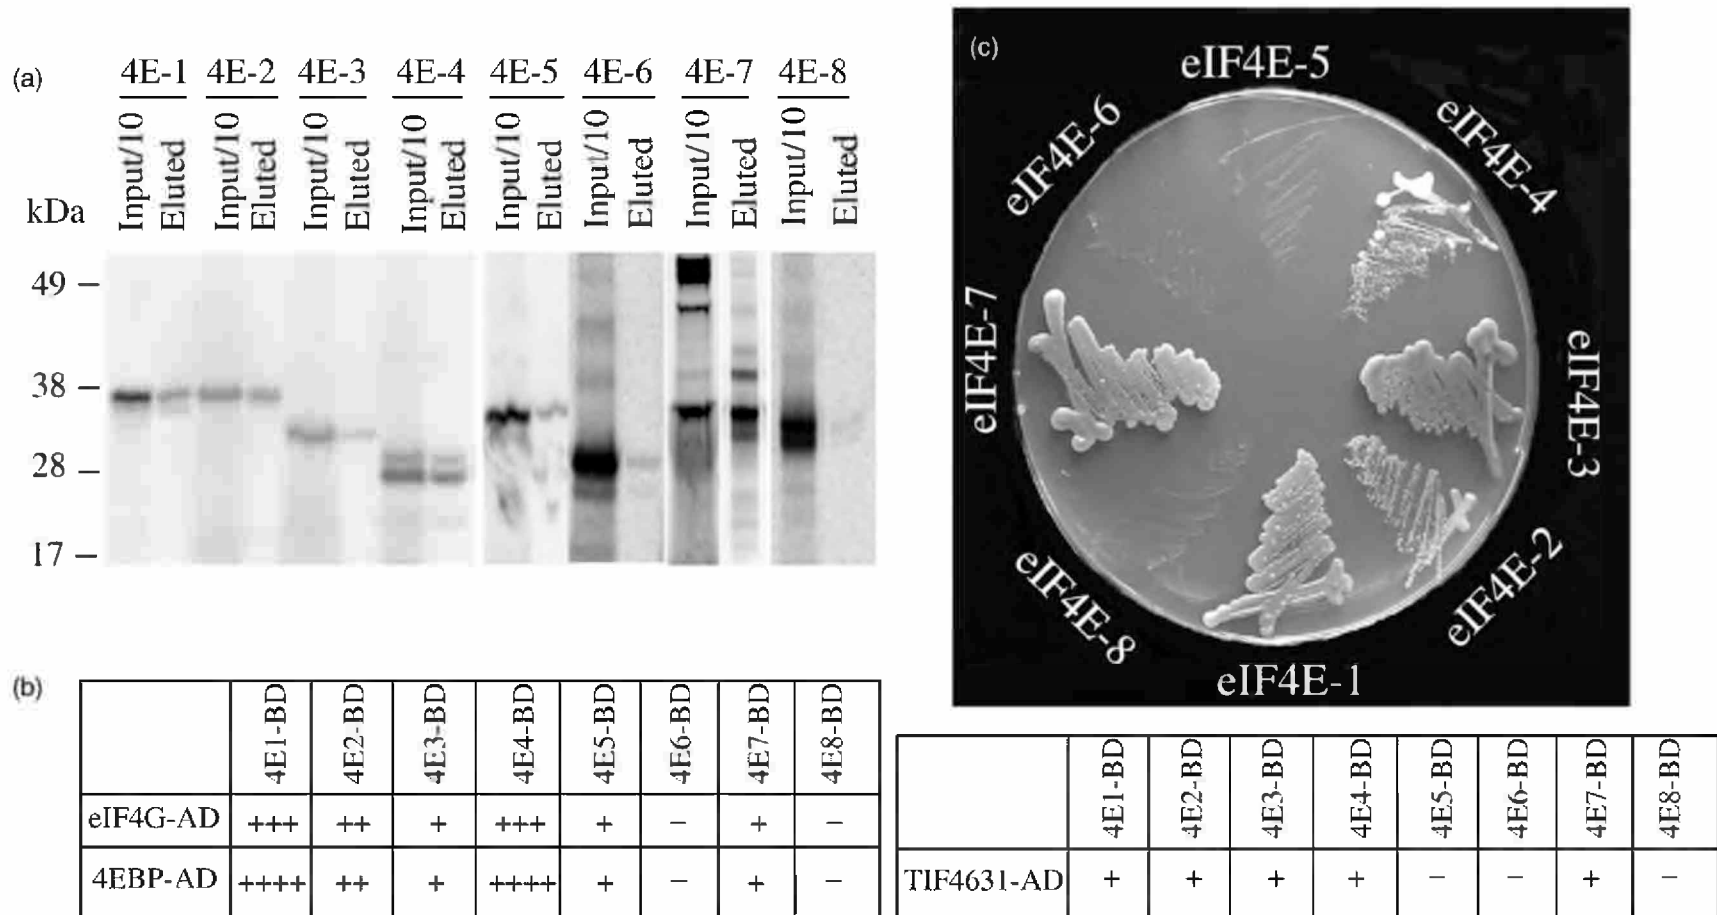 (a)
4E-1 4E-2 4E-3 4E-4 4E-5 4E-6 4E-7 4E-8
Input/10 Eluted Input/10 Eluted Input/10 Eluted Input/10 Eluted Input/10 Eluted Input/10 Eluted Input/10 Eluted Input/10 Eluted
kDa
49
38
28
17
(b)
4E1-BD 4E2-BD 4E3-BD 4E4-BD 4E5-BD 4E6-BD 4E7-BD 4E8-BD
eIF4G-AD +++ ++ + +++ + − + −
4EBP-AD ++++ ++ + ++++ + − + −
(c)
eIF4E-5
eIF4E-4
eIF4E-3
eIF4E-2
eIF4E-1
eIF4E-8
eIF4E-7
eIF4E-6
4E1-BD 4E2-BD 4E3-BD 4E4-BD 4E5-BD 4E6-BD 4E7-BD 4E8-BD
TIF4631-AD + + + + − − + −